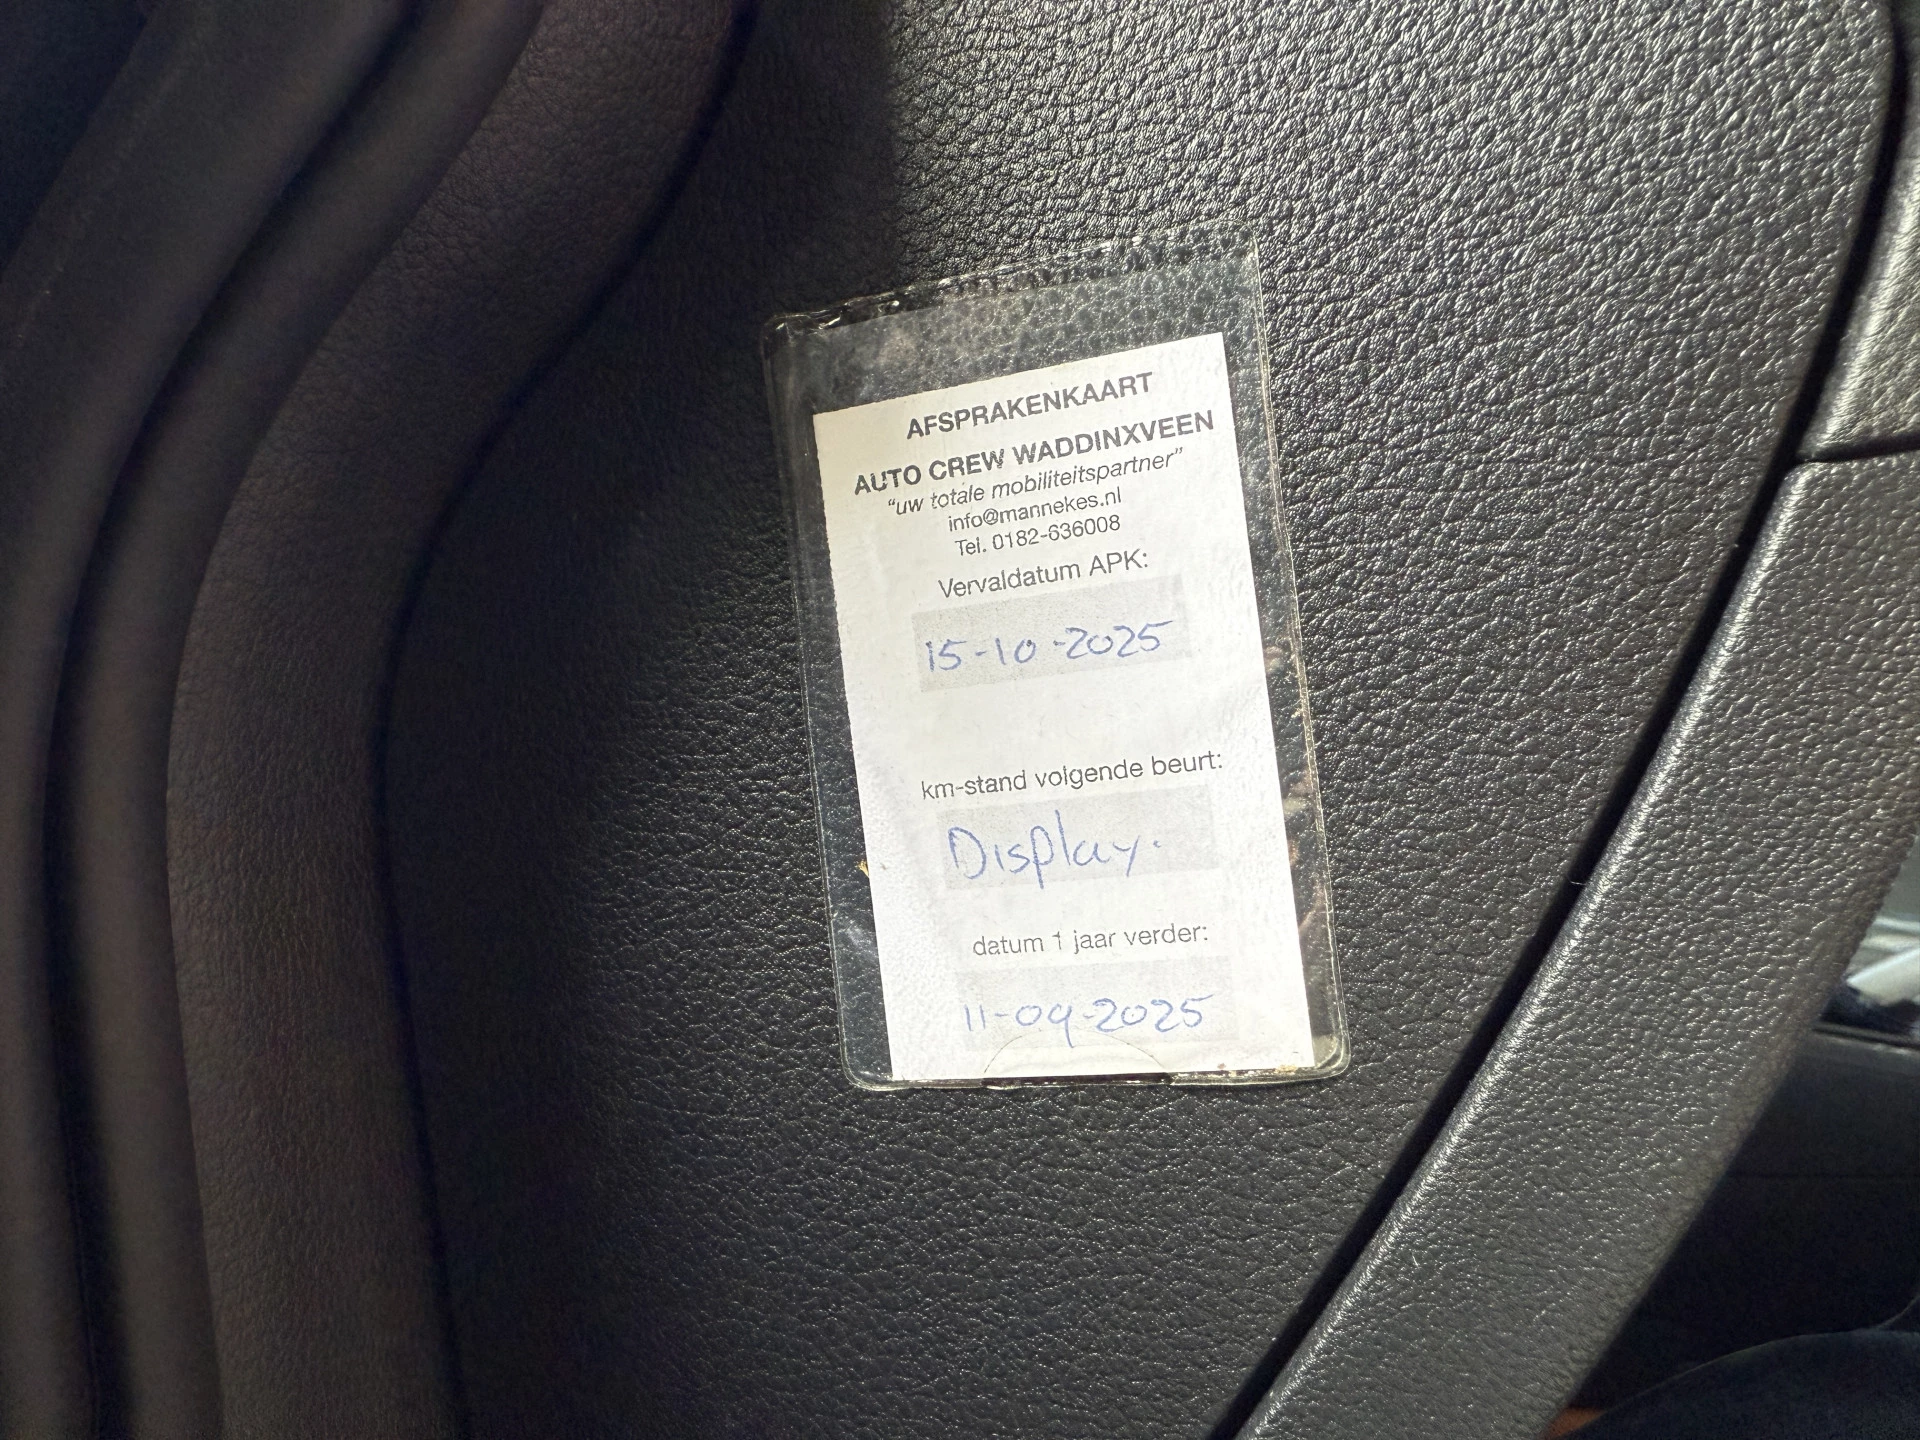 AFSPRAKENKAART
AUTO CREW WADDINXVEEN
"uw totale mobiliteitspartner"
info@mannekes.nl
Tel. 0182-636008
Vervaldatum APK:
15-10-2025
km-stand volgende beurt:
Display.
datum 1 jaar verder:
11-09-2025